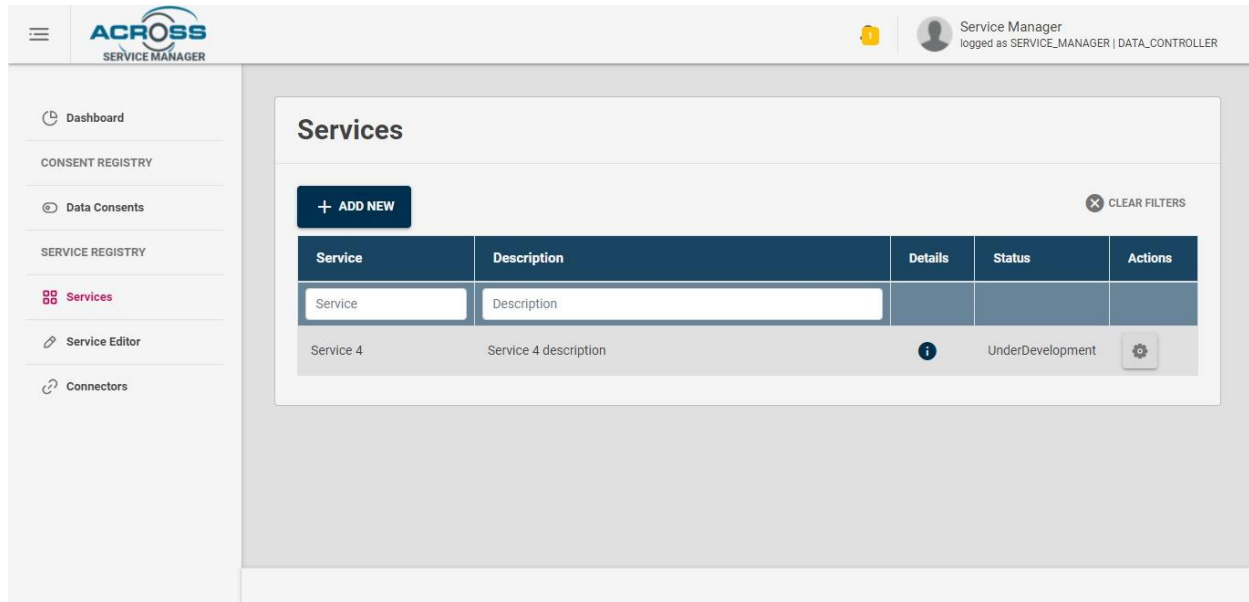 ACROSS
SERVICE MANAGER
1
Service Manager
logged as SERVICE_MANAGER | DATA_CONTROLLER
Dashboard
CONSENT REGISTRY
Data Consents
SERVICE REGISTRY
Services
Service Editor
Connectors
Services
ADD NEW
CLEAR FILTERS
Service Description Details Status Actions
Service Description
Service 4 Service 4 description UnderDevelopment